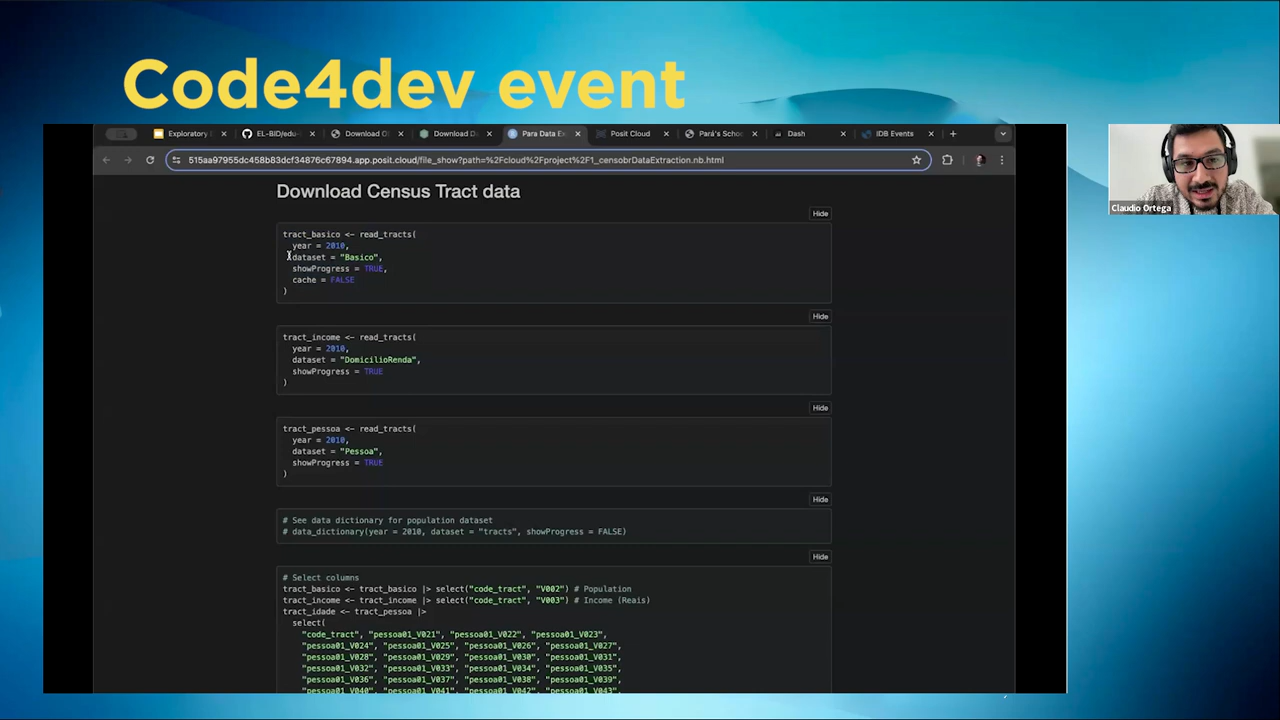 Code4dev event
Exploratory
EL-BID/edu-
Download O
Download D
Para Data Ex
Posit Cloud
Pará's Scho
Dash
IDB Events
515aa97955dc458b83dcf34876c67894.app.posit.cloud/file_show?path=%2Fcloud%2Fproject%2F1_censobrDataExtraction.nb.html
Claudio Ortega
Download Census Tract data
Hide
tract_basico <- read_tracts(
year = 2010,
dataset = "Basico",
showProgress = TRUE,
cache = FALSE
)
Hide
tract_income <- read_tracts(
year = 2010,
dataset = "DomicilioRenda",
showProgress = TRUE
)
Hide
tract_pessoa <- read_tracts(
year = 2010,
dataset = "Pessoa",
showProgress = TRUE
)
Hide
# See data dictionary for population dataset
# data_dictionary(year = 2010, dataset = "tracts", showProgress = FALSE)
Hide
# Select columns
tract_basico <- tract_basico |> select("code_tract", "V002") # Population
tract_income <- tract_income |> select("code_tract", "V003") # Income (Reais)
tract_idade <- tract_pessoa |>
select(
"code_tract", "pessoa01_V021", "pessoa01_V022", "pessoa01_V023",
"pessoa01_V024", "pessoa01_V025", "pessoa01_V026", "pessoa01_V027",
"pessoa01_V028", "pessoa01_V029", "pessoa01_V030", "pessoa01_V031",
"pessoa01_V032", "pessoa01_V033", "pessoa01_V034", "pessoa01_V035",
"pessoa01_V036", "pessoa01_V037", "pessoa01_V038", "pessoa01_V039",
"pessoa01_V040", "pessoa01_V041", "pessoa01_V042", "pessoa01_V043",